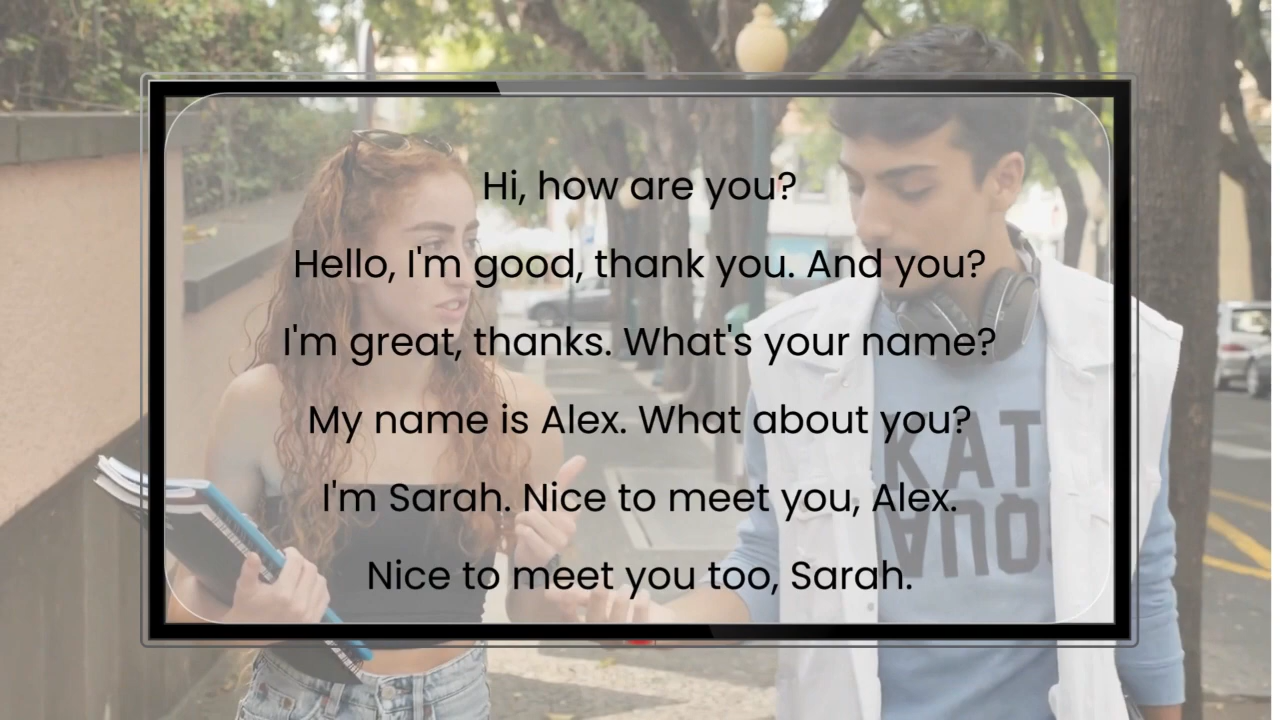 Hi, how are you?
Hello, I'm good, thank you. And you?
I'm great, thanks. What's your name?
My name is Alex. What about you?
I'm Sarah. Nice to meet you, Alex.
Nice to meet you too, Sarah.
KAT